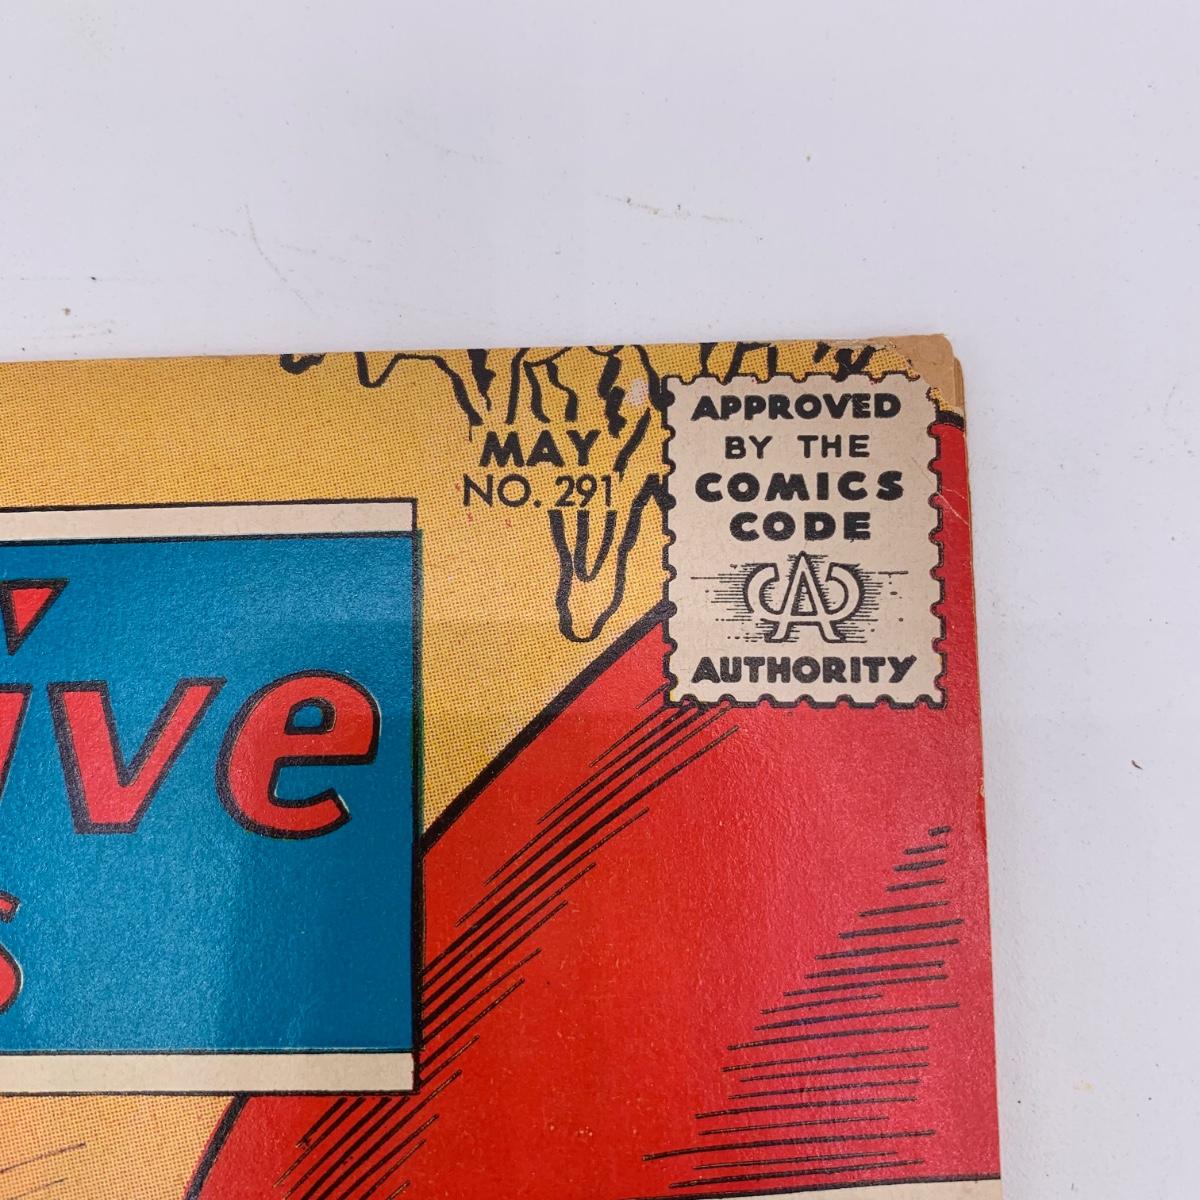 MAY
NO. 291
APPROVED
BY THE
COMICS
CODE
CA
AUTHORITY
ive
s